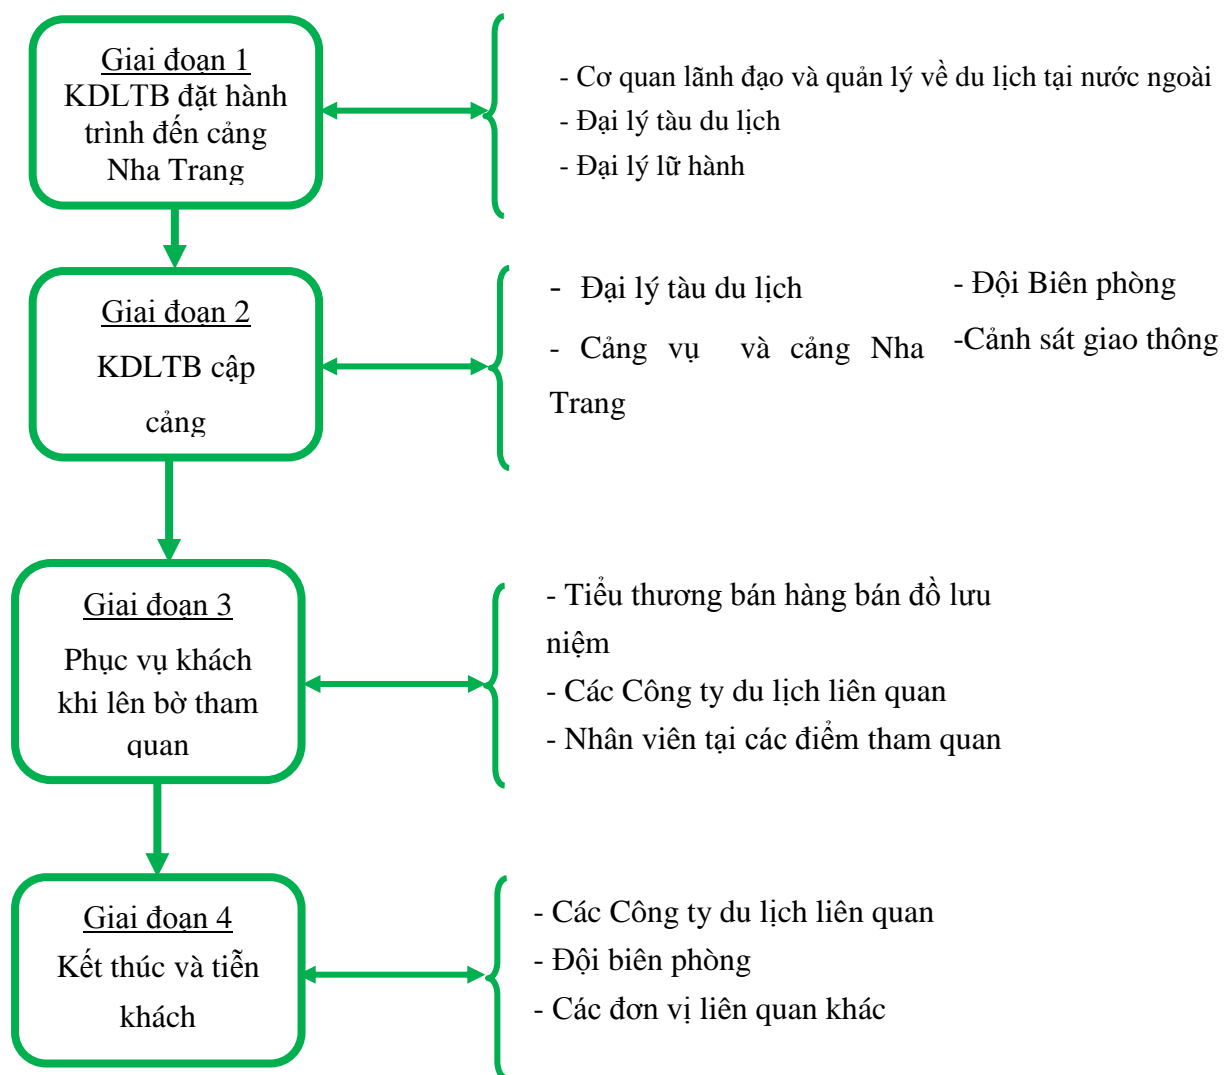 Giai đoạn 1
KDLTB đặt hành
trình đến cảng
Nha Trang
- Cơ quan lãnh đạo và quản lý về du lịch tại nước ngoài
- Đại lý tàu du lịch
- Đại lý lữ hành
Giai đoạn 2
KDLTB cập
cảng
- Đại lý tàu du lịch
- Cảng vụ và cảng Nha
Trang
- Đội Biên phòng
-Cảnh sát giao thông
Giai đoạn 3
Phục vụ khách
khi lên bờ tham
quan
- Tiểu thương bán hàng bán đồ lưu
niệm
- Các Công ty du lịch liên quan
- Nhân viên tại các điểm tham quan
Giai đoạn 4
Kết thúc và tiễn
khách
- Các Công ty du lịch liên quan
- Đội biên phòng
- Các đơn vị liên quan khác